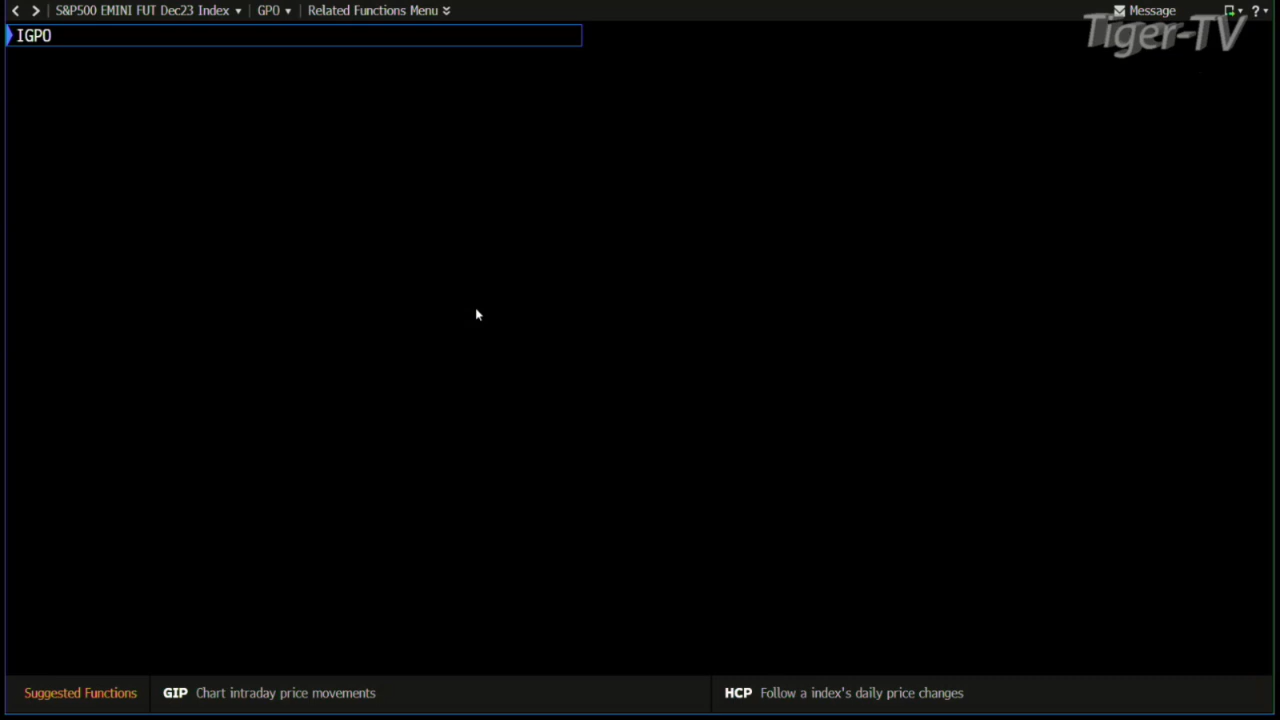 S&P500 EMINI FUT Dec23 Index GPO Related Functions Menu Message ?
IGPO
Tiger-TV
Suggested Functions GIP Chart intraday price movements HCP Follow a index's daily price changes